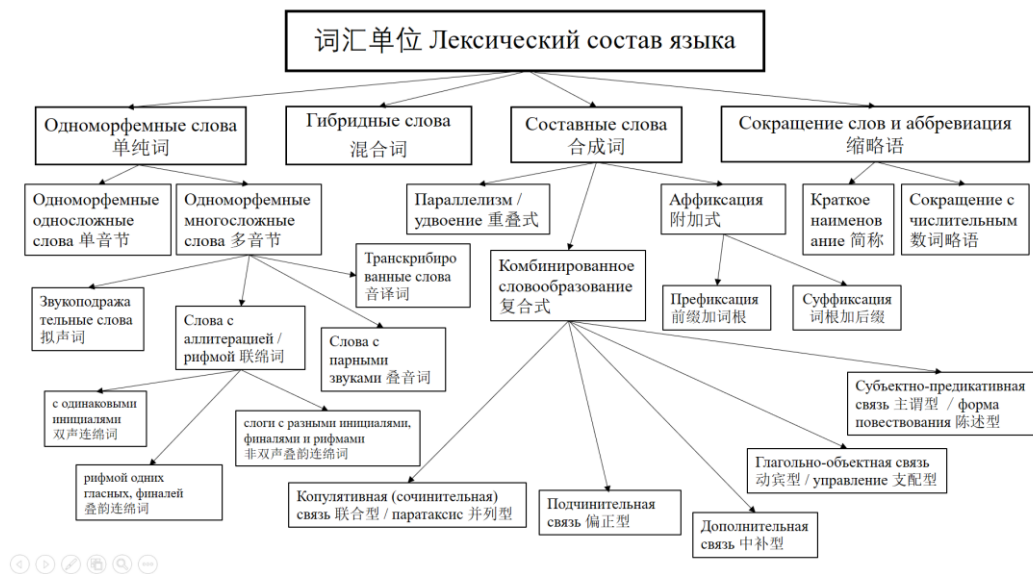 词汇单位 Лексический состав языка
Одноморфемные слова
单纯词
Гибридные слова
混合词
Составные слова
合成词
Сокращение слов и аббревиация
缩略语
Одноморфемные
односложные
слова 单音节
Одноморфемные
многосложные
слова 多音节
Параллелизм /
удвоение 重叠式
Аффиксация
附加式
Краткое
наименов
ание 简称
Сокращение с
числительным
数词略语
Звукоподража
тельные слова
拟声词
Слова с
аллитерацией /
рифмой 联绵词
Транскрибиро
ванные слова
音译词
Слова с
парными
звуками 叠音词
Комбинированное
словообразование
复合式
Префиксация
前缀加词根
Суффиксация
词根加后缀
с одинаковыми
инициалями
双声连绵词
рифмой одних
гласных, финалей
叠韵连绵词
слоги с разными инициалями,
финалями и рифмами
非双声叠韵连绵词
Копулятивная (сочинительная)
связь 联合型 / паратаксис 并列型
Подчинительная
связь 偏正型
Дополнительная
связь 中补型
Глагольно-объектная связь
动宾型 / управление 支配型
Субъектно-предикативная
связь 主谓型 / форма
повествования 陈述型